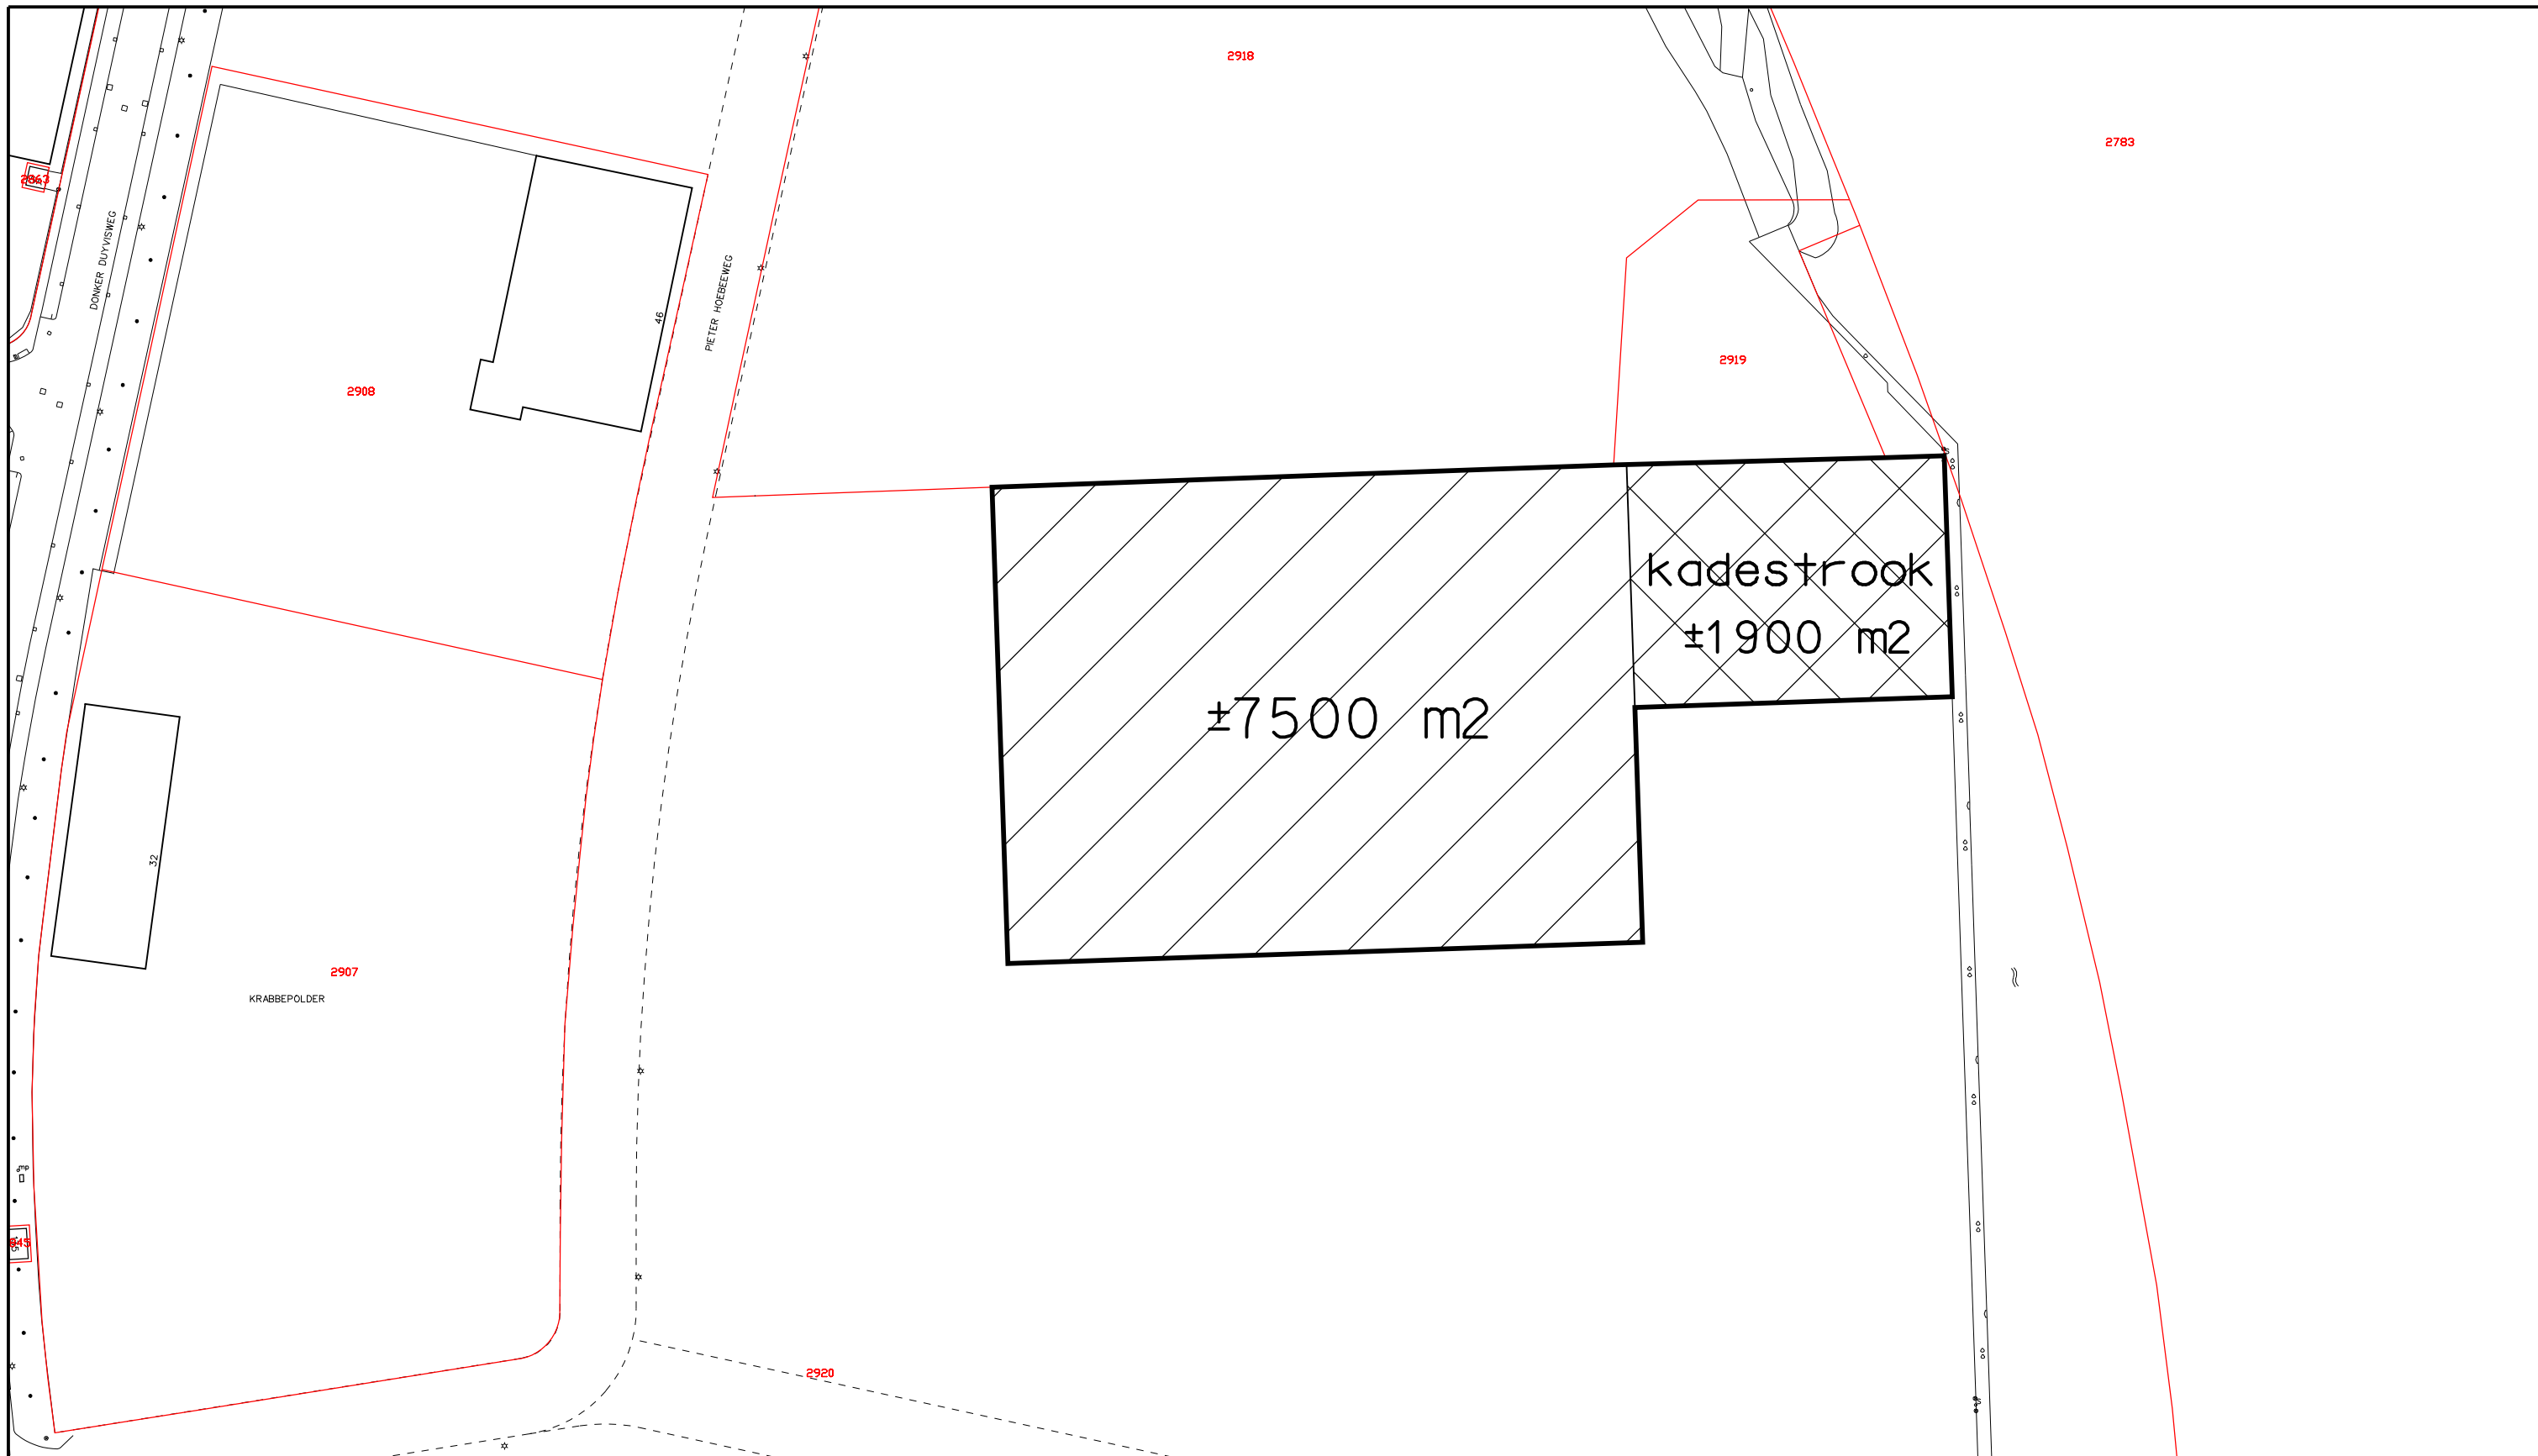 2918
2783
2863
DONKER DUYVISWEG
PIETER HOEBEEWEG
46
2919
2908
kadestrook
±1900 m2
±7500 m2
32
2907
KRABBEPOLDER
mp
2920